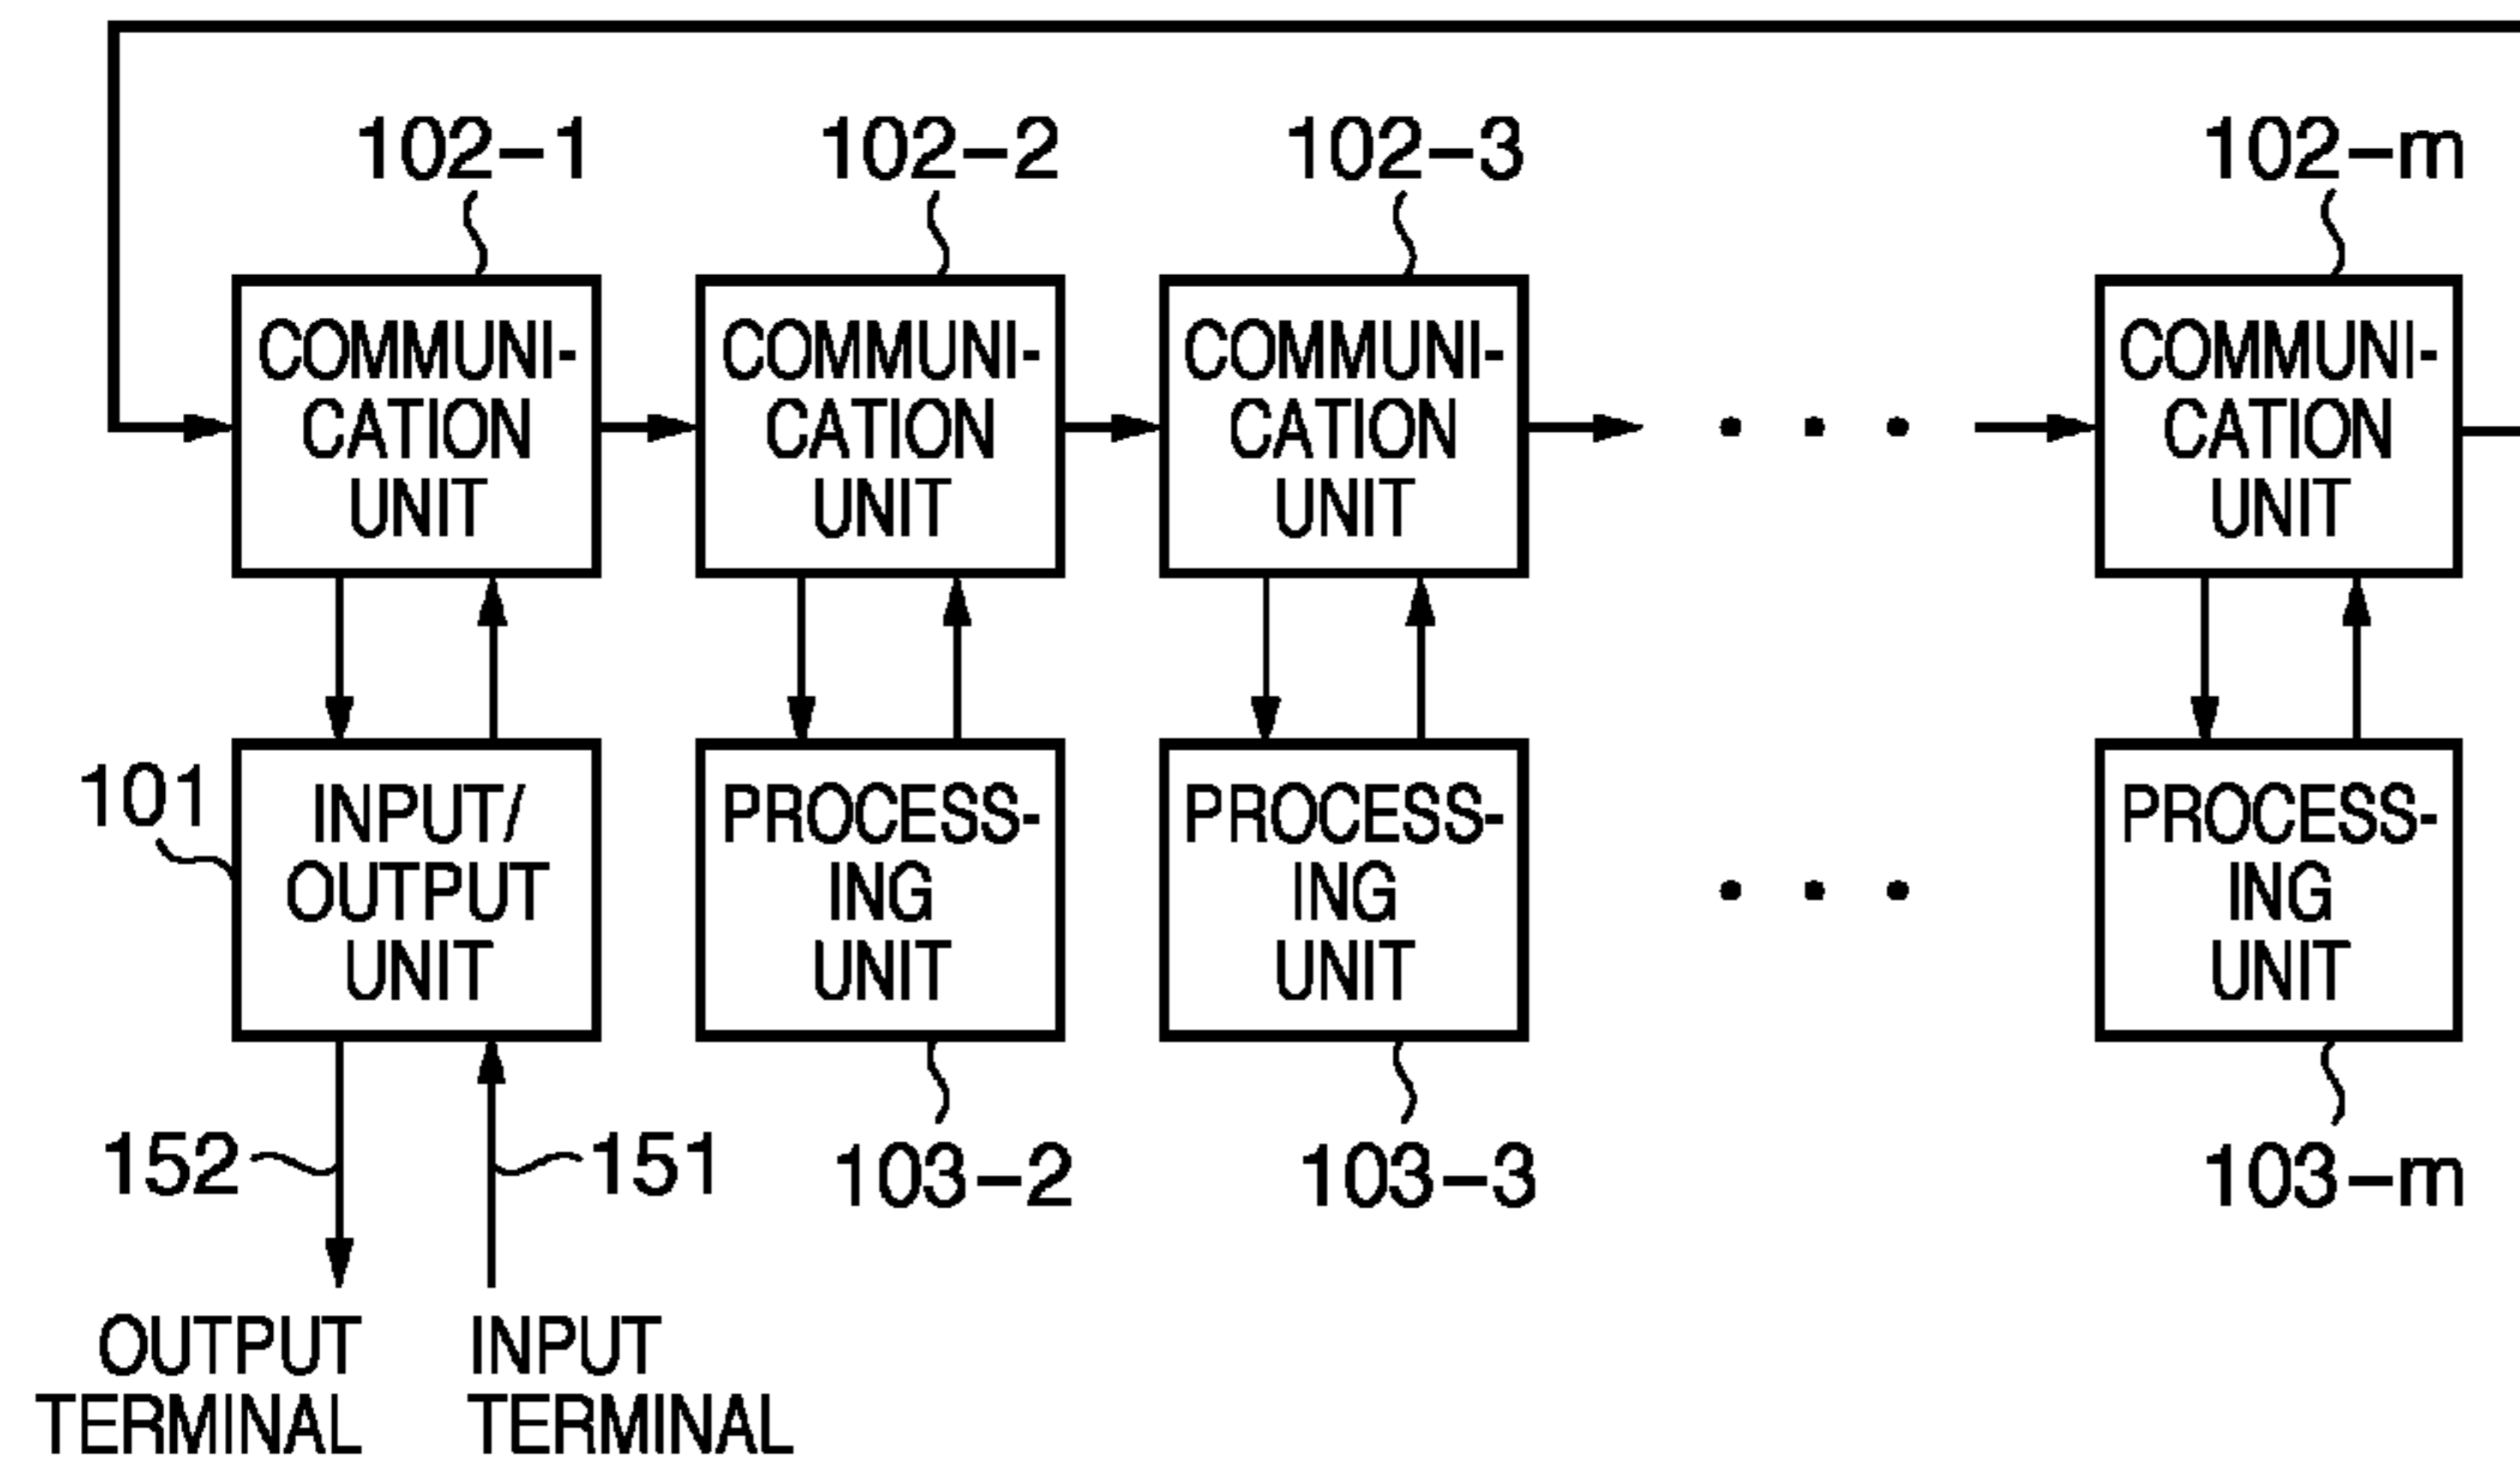 102-1
102-2
102-3
102-m
COMMUNI-
CATION
UNIT
COMMUNI-
CATION
UNIT
COMMUNI-
CATION
UNIT
COMMUNI-
CATION
UNIT
101
INPUT/
OUTPUT
UNIT
PROCESS-
ING
UNIT
PROCESS-
ING
UNIT
PROCESS-
ING
UNIT
152
151
103-2
103-3
103-m
OUTPUT
TERMINAL
INPUT
TERMINAL